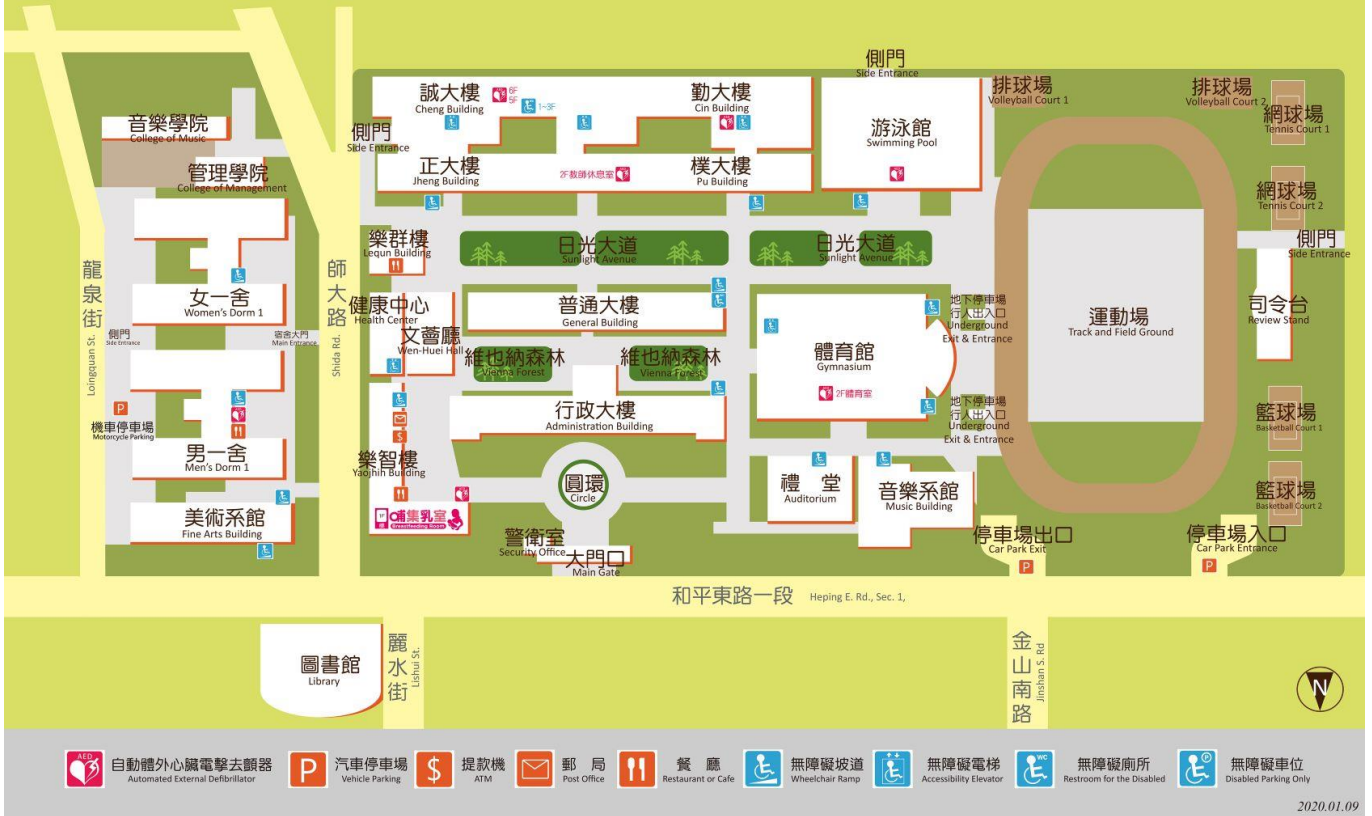 側門
Side Entrance
誠大樓
Cheng Building
6F
5F
1~3F
勤大樓
Cin Building
排球場
Volleyball Court 1
排球場
Volleyball Court 2
網球場
Tennis Court 1
音樂學院
College of Music
側門
Side Entrance
游泳館
Swimming Pool
管理學院
College of Management
正大樓
Jheng Building
2F教師休息室
樸大樓
Pu Building
網球場
Tennis Court 2
樂群樓
Lequn Building
日光大道
Sunlight Avenue
日光大道
Sunlight Avenue
側門
Side Entrance
龍泉街
Loingquan St.
師大路
Shida Rd.
女一舍
Women's Dorm 1
健康中心
Health Center
普通大樓
General Building
地下停車場
行人出入口
Underground
Exit & Entrance
運動場
Track and Field Ground
司令台
Review Stand
側門
Side Entrance
宿舍大門
Main Entrance
文薈廳
Wen-Huei Hall
維也納森林
Vienna Forest
維也納森林
Vienna Forest
體育館
Gymnasium
2F體育室
P
機車停車場
Motorcycle Parking
行政大樓
Administration Building
地下停車場
行人出入口
Underground
Exit & Entrance
籃球場
Basketball Court 1
男一舍
Men's Dorm 1
$
樂智樓
Yaojhih Building
圓環
Circle
禮 堂
Auditorium
音樂系館
Music Building
籃球場
Basketball Court 2
美術系館
Fine Arts Building
哺集乳室
Breastfeeding Room
警衛室
Security Office
大門口
Main Gate
停車場出口
Car Park Exit
P
停車場入口
Car Park Entrance
P
和平東路一段 Heping E. Rd., Sec. 1,
圖書館
Library
麗水街
Lishui St.
金山南路
Jinshan S. Rd
N
AED
自動體外心臟電擊去顫器
Automated External Defibrillator
P
汽車停車場
Vehicle Parking
$
提款機
ATM
郵 局
Post Office
餐 廳
Restaurant or Cafe
無障礙坡道
Wheelchair Ramp
無障礙電梯
Accessibility Elevator
WC
無障礙廁所
Restroom for the Disabled
P
無障礙車位
Disabled Parking Only
2020.01.09